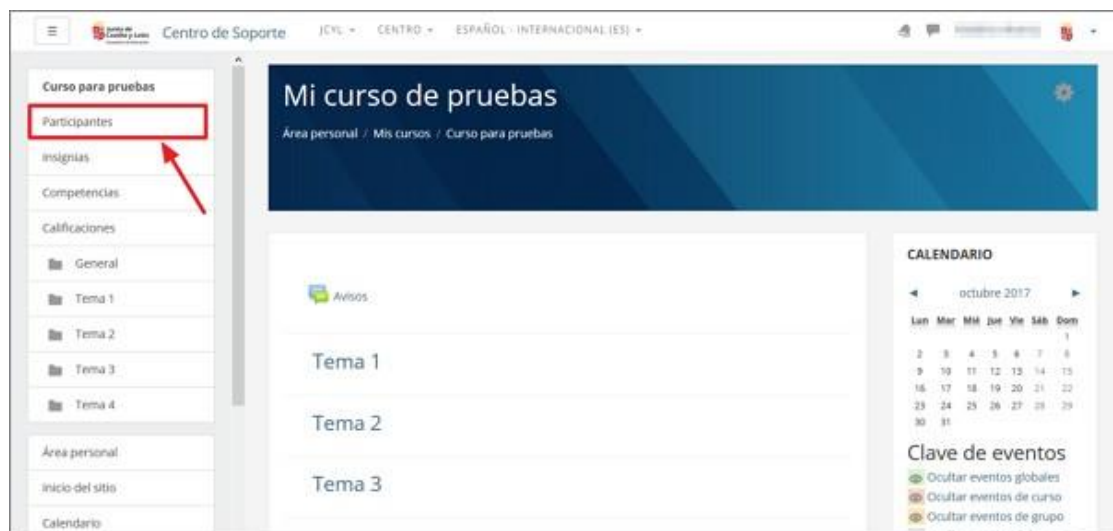 Junta de
Castilla y León
Centro de Soporte
JCYL
CENTRO
ESPAÑOL - INTERNACIONAL (ES)
Curso para pruebas
Participantes
Insignias
Competencias
Calificaciones
General
Tema 1
Tema 2
Tema 3
Tema 4
Área personal
Inicio del sitio
Calendario
Mi curso de pruebas
Área personal / Mis cursos / Curso para pruebas
Avisos
Tema 1
Tema 2
Tema 3
CALENDARIO
◄ octubre 2017 ►
Lun Mar Mié Jue Vie Sáb Dom
1
2 3 4 5 6 7 8
9 10 11 12 13 14 15
16 17 18 19 20 21 22
23 24 25 26 27 28 29
30 31
Clave de eventos
Ocultar eventos globales
Ocultar eventos de curso
Ocultar eventos de grupo